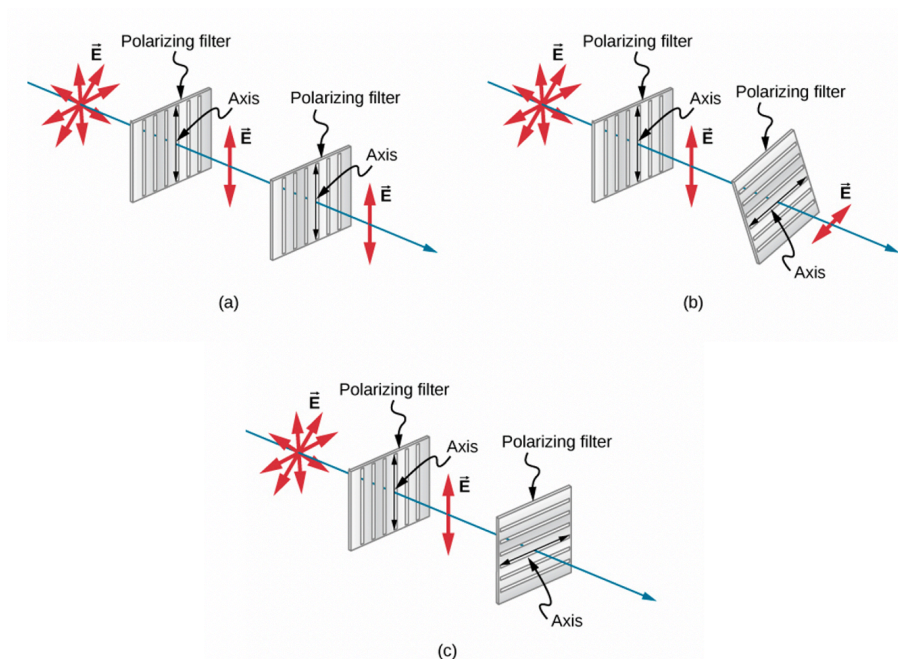 E⃗
Polarizing filter
Axis
E⃗
Polarizing filter
Axis
E⃗
(a)
E⃗
Polarizing filter
Axis
E⃗
Polarizing filter
E⃗
Axis
(b)
E⃗
Polarizing filter
Axis
E⃗
Polarizing filter
Axis
(c)